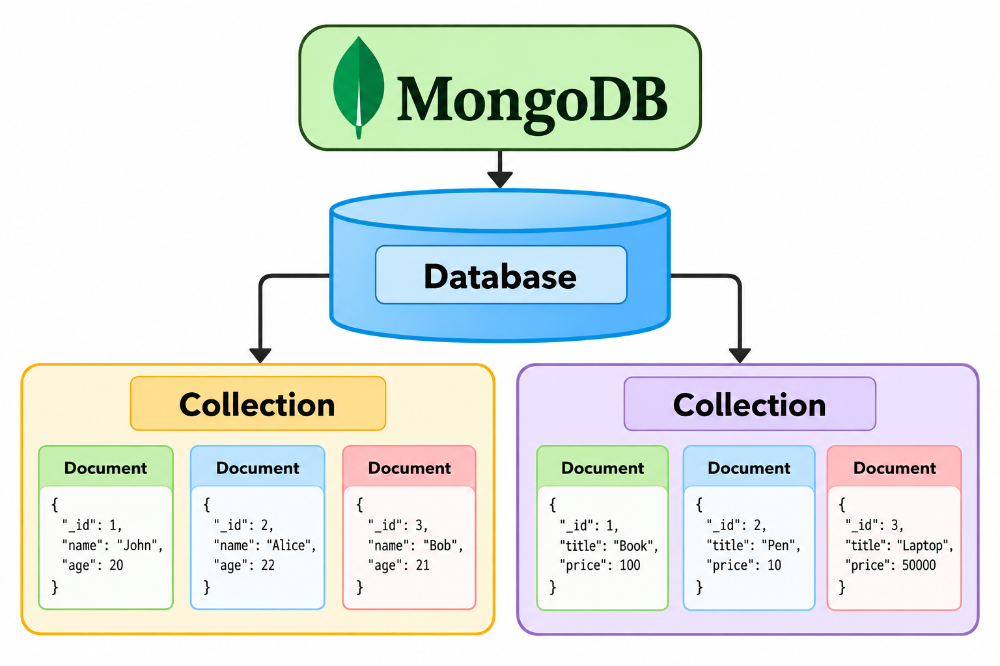 MongoDB
Database
Collection
Document
{
"_id": 1,
"name": "John",
"age": 20
}
Document
{
"_id": 2,
"name": "Alice",
"age": 22
}
Document
{
"_id": 3,
"name": "Bob",
"age": 21
}
Collection
Document
{
"_id": 1,
"title": "Book",
"price": 100
}
Document
{
"_id": 2,
"title": "Pen",
"price": 10
}
Document
{
"_id": 3,
"title": "Laptop",
"price": 50000
}